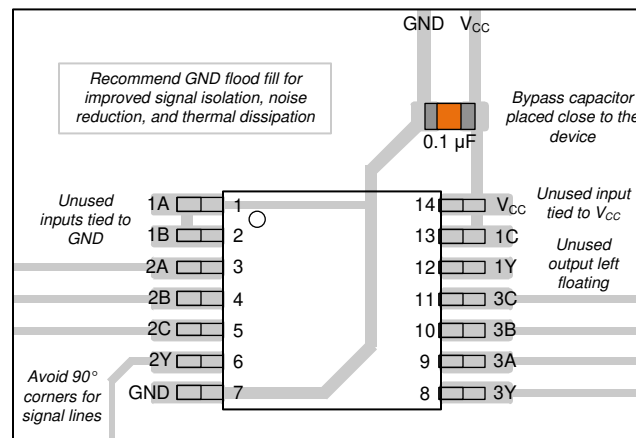 GND VCC
Recommend GND flood fill for
improved signal isolation, noise
reduction, and thermal dissipation
Bypass capacitor
placed close to the
device
0.1 µF
Unused
inputs tied to
GND
Unused input
tied to VCC
Unused
output left
floating
Avoid 90°
corners for
signal lines
1A 1 14 VCC
1B 2 13 1C
2A 3 12 1Y
2B 4 11 3C
2C 5 10 3B
2Y 6 9 3A
GND 7 8 3Y